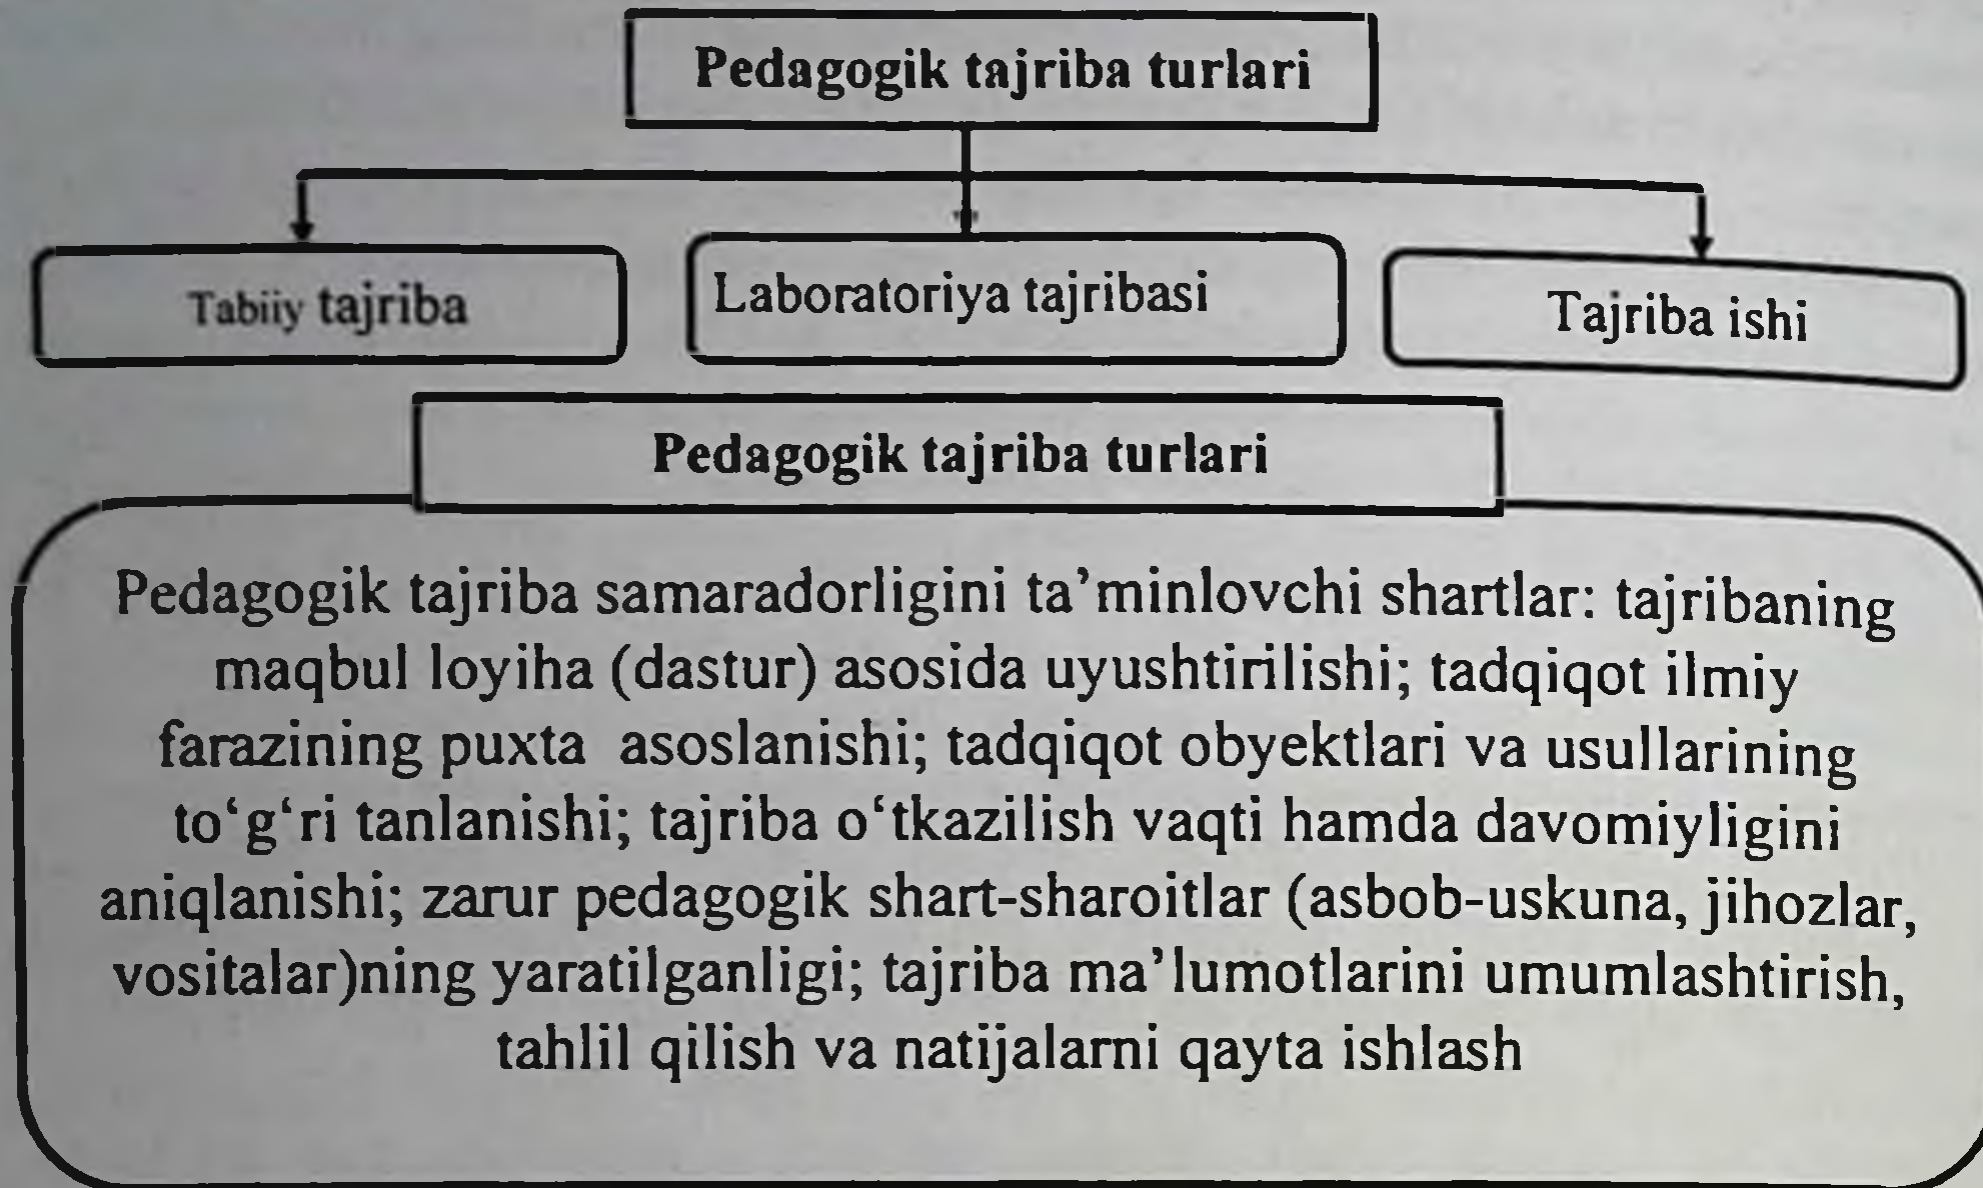 Pedagogik tajriba turlari
Tabiiy tajriba
Laboratoriya tajribasi
Tajriba ishi
Pedagogik tajriba turlari
Pedagogik tajriba samaradorligini ta’minlovchi shartlar: tajribaning
maqbul loyiha (dastur) asosida uyushtirilishi; tadqiqot ilmiy
farazining puxta asoslanishi; tadqiqot obyektlari va usullarining
to‘g‘ri tanlanishi; tajriba o‘tkazilish vaqti hamda davomiyligini
aniqlanishi; zarur pedagogik shart-sharoitlar (asbob-uskuna, jihozlar,
vositalar)ning yaratilganligi; tajriba ma’lumotlarini umumlashtirish,
tahlil qilish va natijalarni qayta ishlash